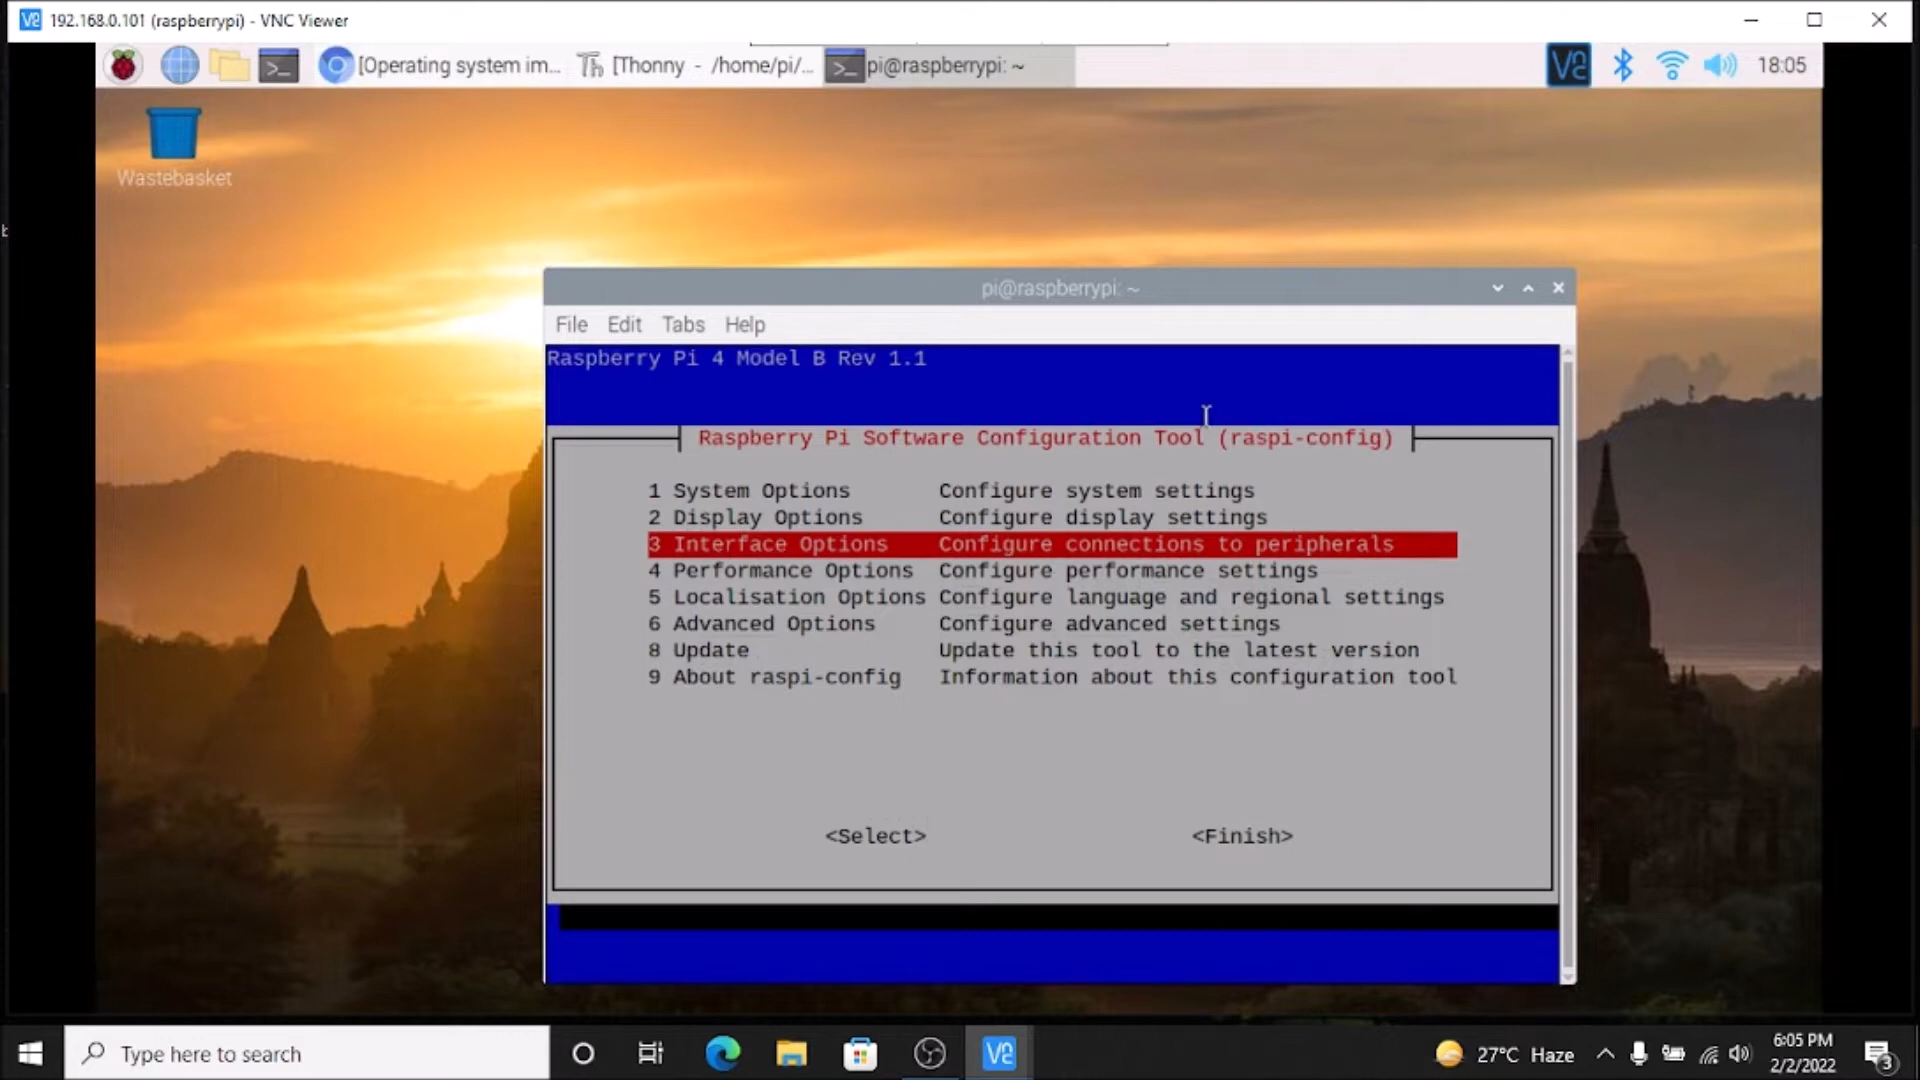 192.168.0.101 (raspberrypi) - VNC Viewer
[Operating system im...
[Thonny - /home/pi/...
pi@raspberrypi: ~
18:05
Wastebasket
pi@raspberrypi: ~
File Edit Tabs Help
Raspberry Pi 4 Model B Rev 1.1
Raspberry Pi Software Configuration Tool (raspi-config)
1 System Options Configure system settings
2 Display Options Configure display settings
3 Interface Options Configure connections to peripherals
4 Performance Options Configure performance settings
5 Localisation Options Configure language and regional settings
6 Advanced Options Configure advanced settings
8 Update Update this tool to the latest version
9 About raspi-config Information about this configuration tool
<Select> <Finish>
Type here to search
27°C Haze
6:05 PM
2/2/2022
3